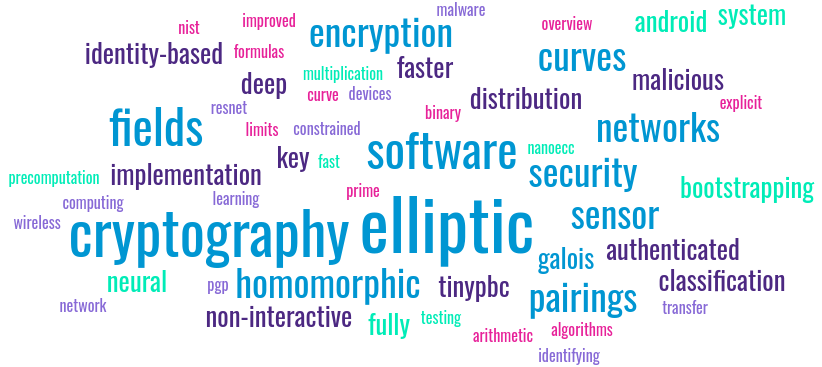 malware
nist
improved
overview
android
system
encryption
identity-based
formulas
curves
deep
multiplication
faster
malicious
curve
devices
distribution
explicit
resnet
binary
fields
limits
constrained
networks
software
nanoecc
key
fast
security
precomputation
implementation
prime
bootstrapping
computing
learning
wireless
cryptography
elliptic
sensor
authenticated
galois
neural
pgp
homomorphic
tinypbc
classification
network
pairings
transfer
non-interactive
fully
testing
arithmetic
algorithms
identifying